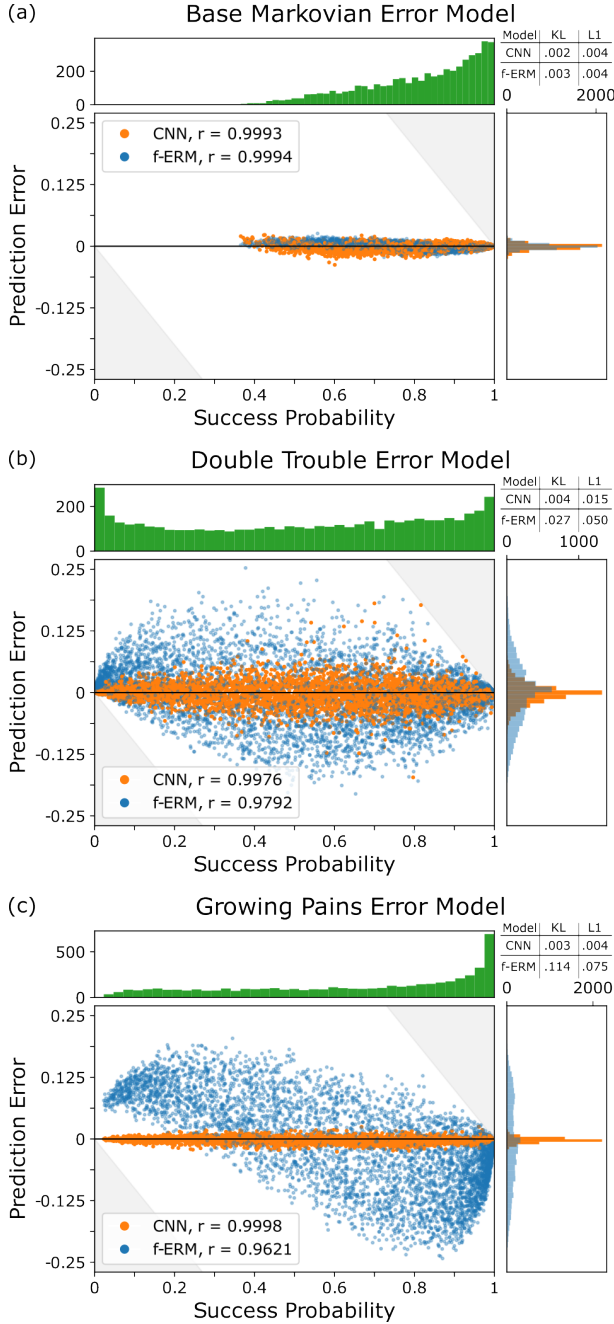 (a)
Base Markovian Error Model
Model KL L1
CNN .002 .004
f-ERM .003 .004
200
0
0 2000
0.25
0.125
0
-0.125
-0.25
Prediction Error
CNN, r = 0.9993
f-ERM, r = 0.9994
0 0.2 0.4 0.6 0.8 1
Success Probability
(b)
Double Trouble Error Model
Model KL L1
CNN .004 .015
f-ERM .027 .050
200
0
0 1000
0.25
0.125
0
-0.125
-0.25
Prediction Error
CNN, r = 0.9976
f-ERM, r = 0.9792
0 0.2 0.4 0.6 0.8 1
Success Probability
(c)
Growing Pains Error Model
Model KL L1
CNN .003 .004
f-ERM .114 .075
500
0
0 2000
0.25
0.125
0
-0.125
-0.25
Prediction Error
CNN, r = 0.9998
f-ERM, r = 0.9621
0 0.2 0.4 0.6 0.8 1
Success Probability